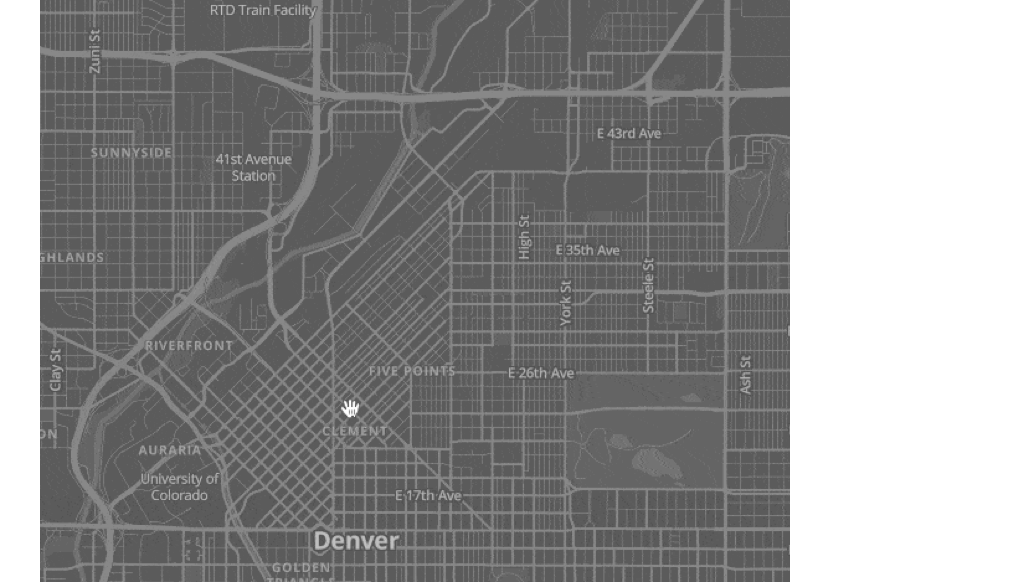 RTD Train Facility
Zuni St
E 43rd Ave
SUNNYSIDE
41st Avenue
Station
High St
E 35th Ave
GHLANDS
Steele St
York St
RIVERFRONT
Clay St
FIVE POINTS
E 26th Ave
Ash St
CLEMENT
ON
AURARIA
University of
Colorado
E 17th Ave
Denver
GOLDEN
TRIANGLE